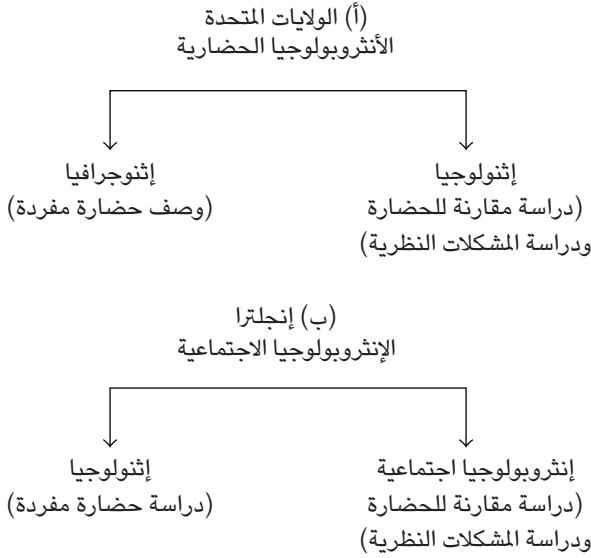 (أ) الولايات المتحدة
الأنثروبولوجيا الحضارية
إثنولوجيا
(دراسة مقارنة للحضارة
ودراسة المشكلات النظرية)
إثنوجرافيا
(وصف حضارة مفردة)
(ب) إنجلترا
الإنثروبولوجيا الاجتماعية
إنثروبولوجيا اجتماعية
(دراسة مقارنة للحضارة
ودراسة المشكلات النظرية)
إثنولوجيا
(دراسة حضارة مفردة)